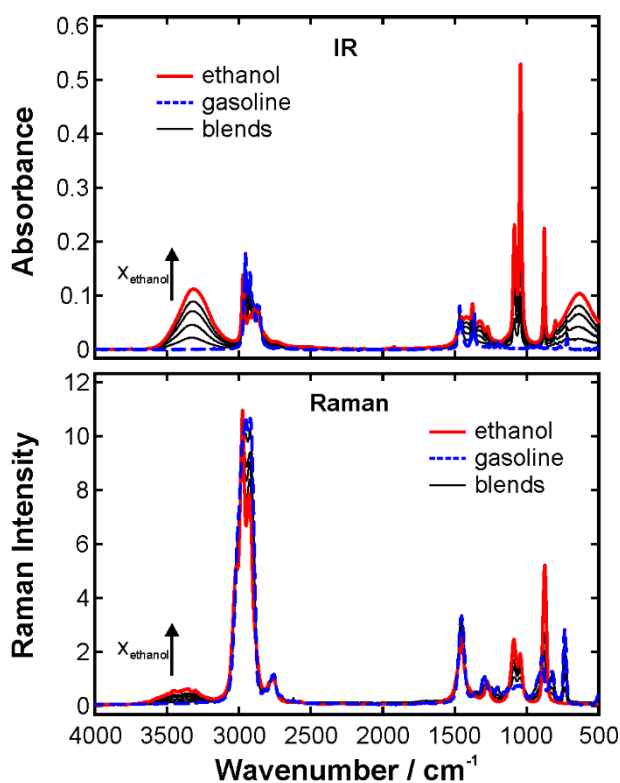 IR
ethanol
gasoline
blends
Xethanol
Absorbance
0.6
0.5
0.4
0.3
0.2
0.1
0
Raman
ethanol
gasoline
blends
Xethanol
Raman Intensity
12
10
8
6
4
2
0
4000 3500 3000 2500 2000 1500 1000 500
Wavenumber / cm⁻¹